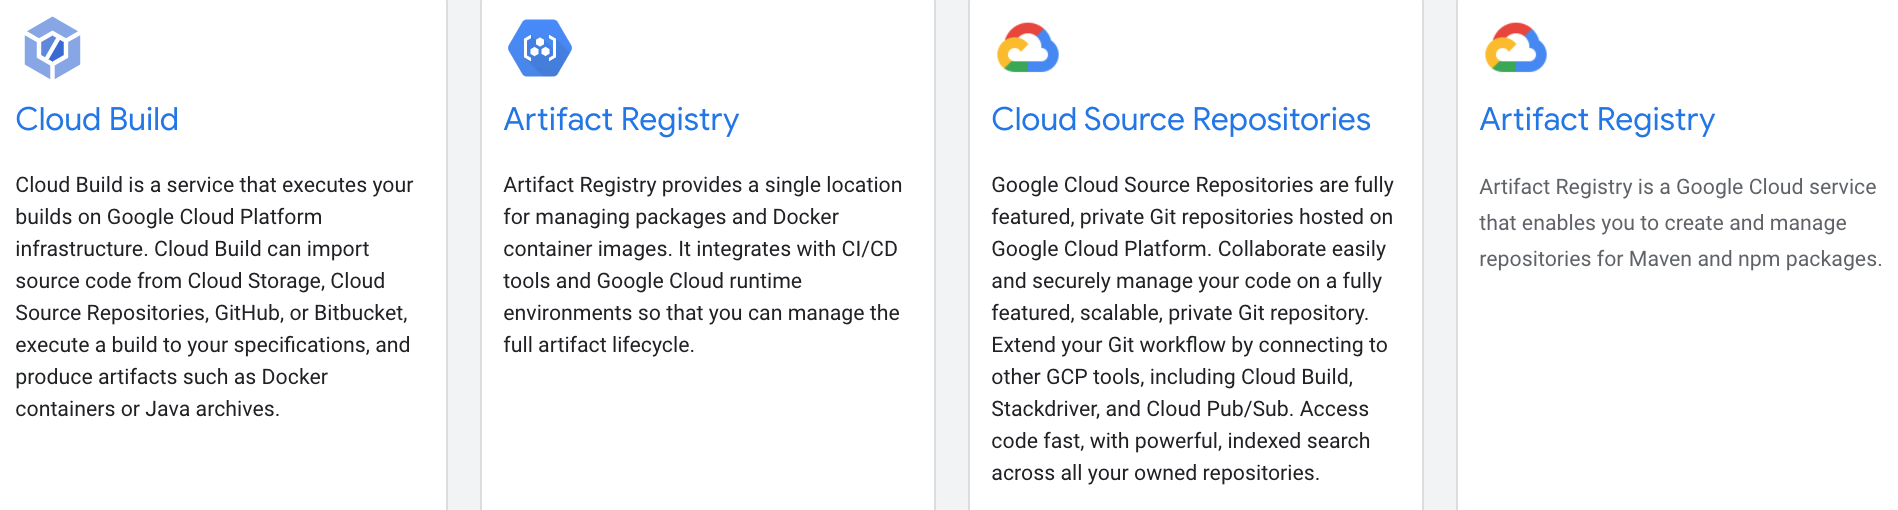 Cloud Build
Cloud Build is a service that executes your
builds on Google Cloud Platform
infrastructure. Cloud Build can import
source code from Cloud Storage, Cloud
Source Repositories, GitHub, or Bitbucket,
execute a build to your specifications, and
produce artifacts such as Docker
containers or Java archives.
Artifact Registry
Artifact Registry provides a single location
for managing packages and Docker
container images. It integrates with CI/CD
tools and Google Cloud runtime
environments so that you can manage the
full artifact lifecycle.
Cloud Source Repositories
Google Cloud Source Repositories are fully
featured, private Git repositories hosted on
Google Cloud Platform. Collaborate easily
and securely manage your code on a fully
featured, scalable, private Git repository.
Extend your Git workflow by connecting to
other GCP tools, including Cloud Build,
Stackdriver, and Cloud Pub/Sub. Access
code fast, with powerful, indexed search
across all your owned repositories.
Artifact Registry
Artifact Registry is a Google Cloud service
that enables you to create and manage
repositories for Maven and npm packages.